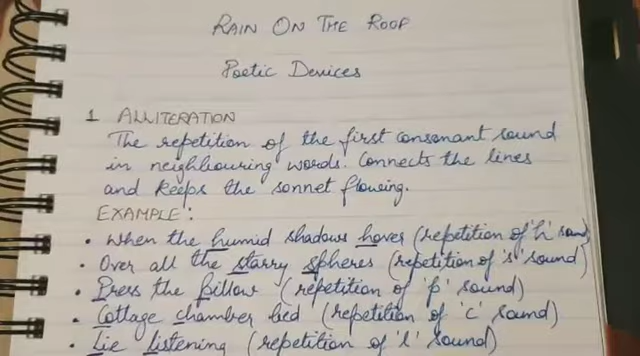 RAIN ON THE ROOF
Poetic Devices
1 ALLITERATION
The repetition of the first consonant sound
in neighbouring words. Connects the lines
and keeps the sonnet flowing.
EXAMPLE:
• When the humid shadows hover (repetition of 'h' sound)
• Over all the starry spheres (repetition of 's' sound)
• Press the pillow (repetition of 'p' sound)
• Cottage chamber bed (repetition of 'c' sound)
• Lie listening (repetition of 'l' sound)